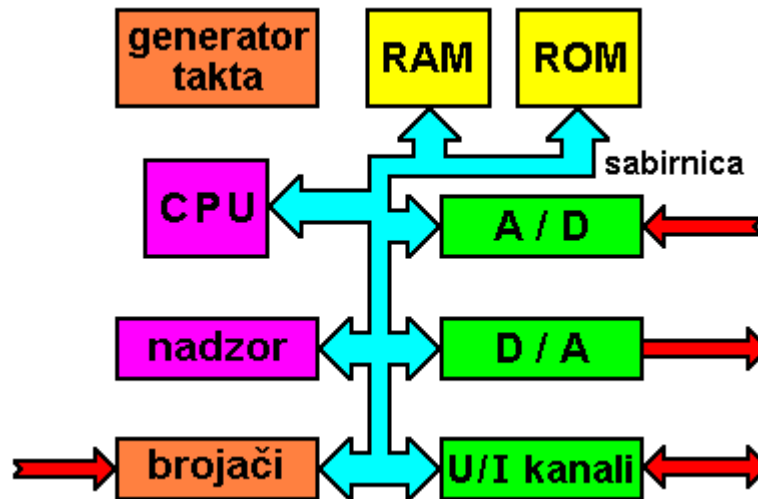 generator
takta
RAM
ROM
sabirnica
CPU
A / D
nadzor
D / A
brojači
U/I kanali